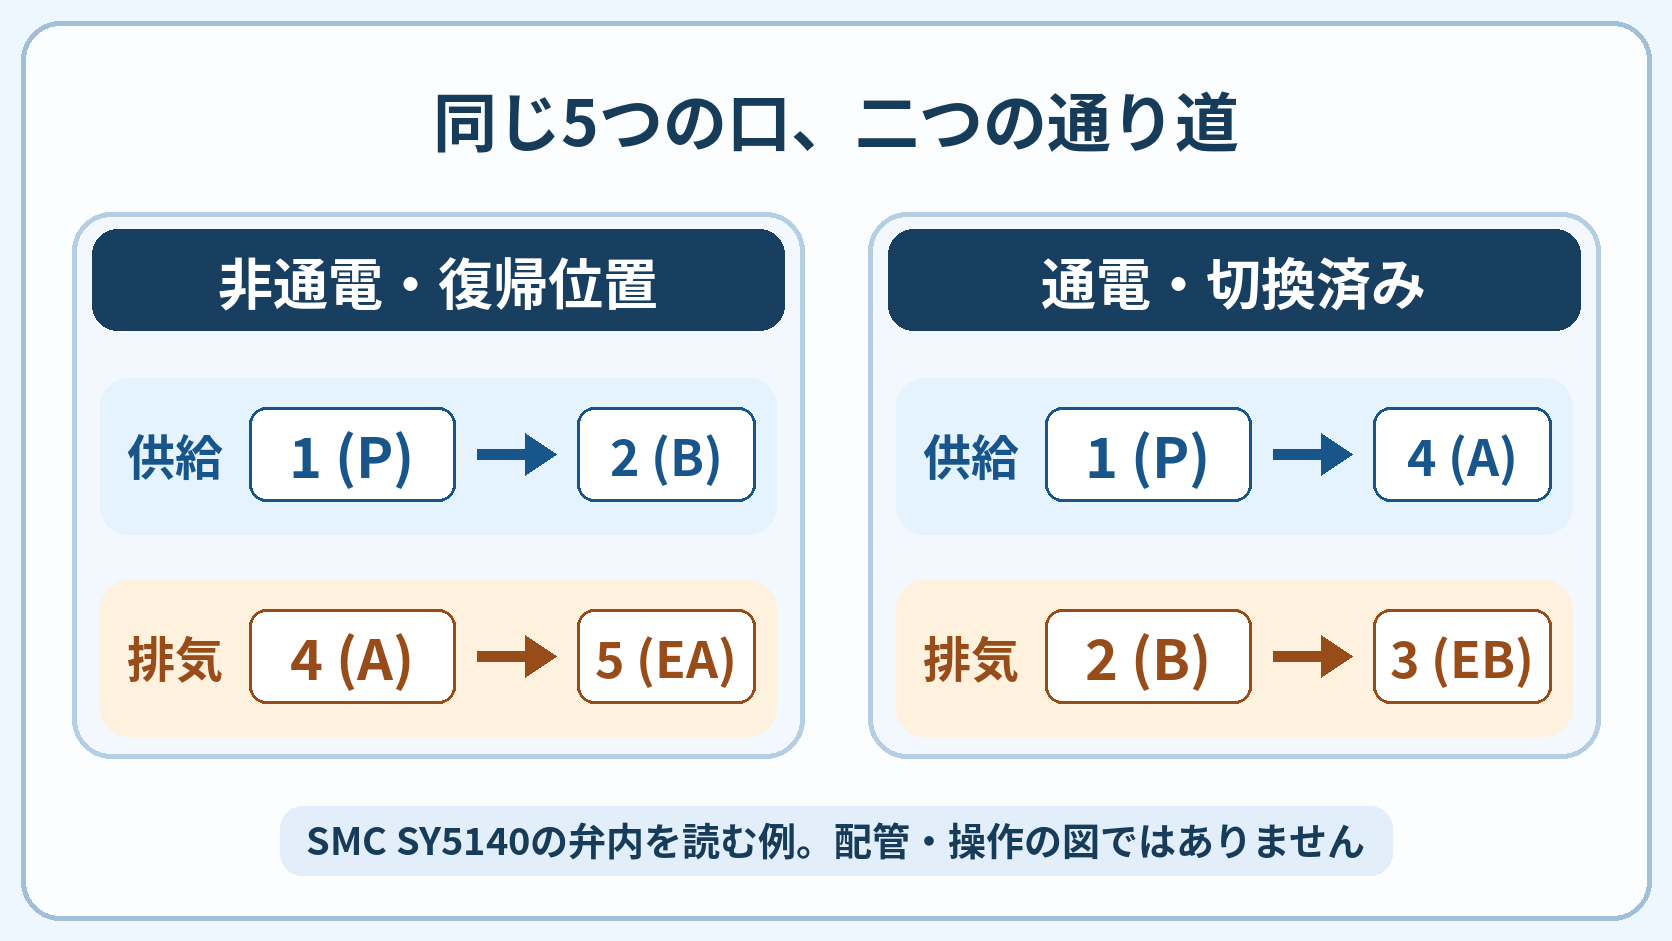 同じ5つの口、二つの通り道
非通電・復帰位置
供給 1 (P) → 2 (B)
排気 4 (A) → 5 (EA)
通電・切換済み
供給 1 (P) → 4 (A)
排気 2 (B) → 3 (EB)
SMC SY5140の弁内を読む例。配管・操作の図ではありません